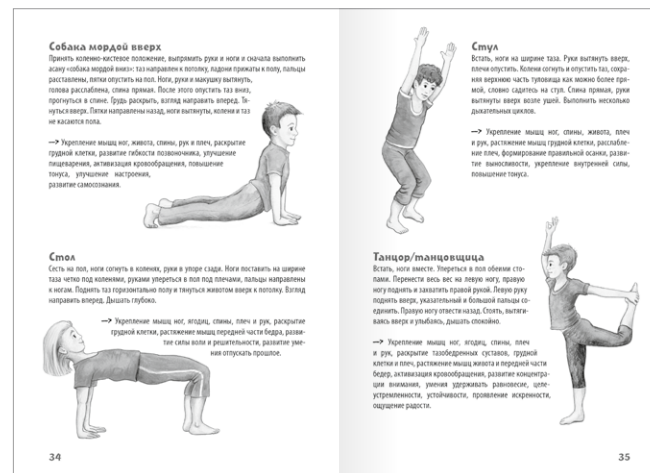 Собака мордой вверх
Принять коленно-кистевое положение, выпрямить руки и ноги и сначала выполнить
асану «собака мордой вниз»: таз направлен к потолку, ладони прижаты к полу, пальцы
расставлены, пятки опустить на пол. Ноги, руки и макушку вытянуть,
голова расслаблена, спина прямая. После этого опустить таз вниз,
прогнуться в спине. Грудь раскрыть, взгляд направить вперед. Тя-
нуться вверх. Пятки направлены назад, ноги вытянуты, колени и таз
не касаются пола.
—> Укрепление мышц ног, живота, спины, рук и плеч, раскрытие
грудной клетки, развитие гибкости позвоночника, улучшение
пищеварения, активизация кровообращения, повышение
тонуса, улучшение настроения,
развитие самосознания.
Стол
Сесть на пол, ноги согнуть в коленях, руки в упоре сзади. Ноги поставить на ширине
таза четко под коленями, руками упереться в пол под плечами, пальцы направлены
к ногам. Поднять таз горизонтально полу и тянуться животом вверх к потолку. Взгляд
направить вперед. Дышать глубоко.
—> Укрепление мышц ног, ягодиц, спины, плеч и рук, раскрытие
грудной клетки, растяжение мышц передней части бедра, разви-
тие силы воли и решительности, развитие уме-
ния отпускать прошлое.
34
Стул
Встать, ноги на ширине таза. Руки вытянуть вверх,
плечи опустить. Колени согнуть и опустить таз, сохра-
няя верхнюю часть туловища как можно более пря-
мой, словно садитесь на стул. Спина прямая, руки
вытянуты вверх возле ушей. Выполнить несколько
дыхательных циклов.
—> Укрепление мышц ног, спины, живота, плеч
и рук, растяжение мышц грудной клетки, расслабле-
ние плеч, формирование правильной осанки, разви-
тие выносливости, укрепление внутренней силы,
повышение тонуса.
Танцор/танцовщица
Встать, ноги вместе. Упереться в пол обеими сто-
пами. Перенести весь вес на левую ногу, правую
ногу поднять и захватить правой рукой. Левую руку
поднять вверх, указательный и большой пальцы со-
единить. Правую ногу отвести назад. Стоять, вытяги-
ваясь вверх и улыбаясь, дышать спокойно.
—> Укрепление мышц ног, ягодиц, спины, плеч
и рук, раскрытие тазобедренных суставов, грудной
клетки и плеч, растяжение мышц живота и передней части
бедер, активизация кровообращения, развитие концентра-
ции внимания, умения удерживать равновесие, целе-
устремленности, устойчивости, проявление искренности,
ощущение радости.
35